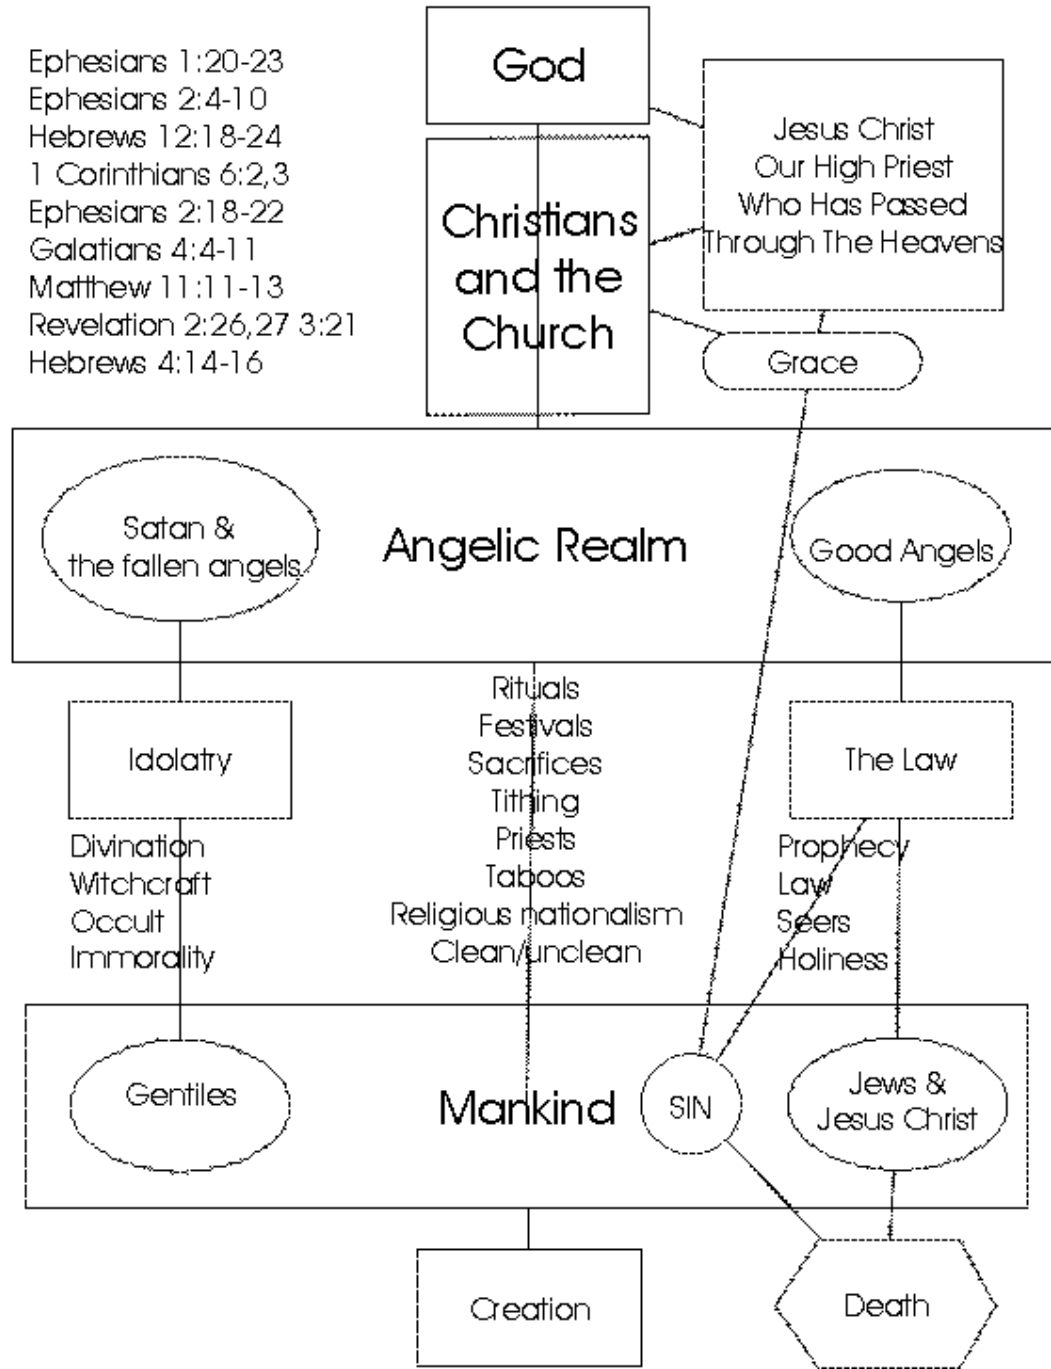 Ephesians 1:20-23
Ephesians 2:4-10
Hebrews 12:18-24
1 Corinthians 6:2,3
Ephesians 2:18-22
Galatians 4:4-11
Matthew 11:11-13
Revelation 2:26,27 3:21
Hebrews 4:14-16
God
Jesus Christ
Our High Priest
Who Has Passed
Through The Heavens
Christians
and the
Church
Grace
Satan &
the fallen angels
Angelic Realm
Good Angels
Idolatry
Rituals
Festivals
Sacrifices
Tithing
Priests
Taboos
Religious nationalism
Clean/unclean
The Law
Divination
Witchcraft
Occult
Immorality
Prophecy
Law
Seers
Holiness
Gentiles
Mankind
SIN
Jews &
Jesus Christ
Creation
Death